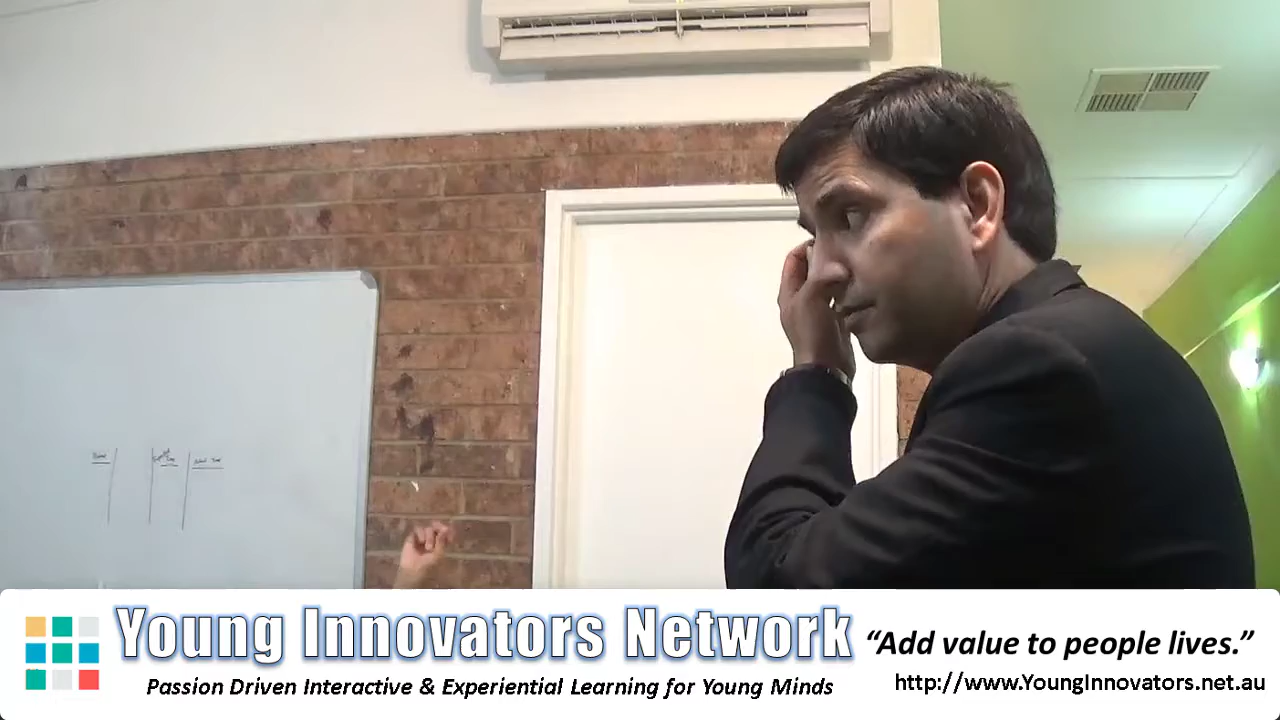 Young Innovators Network
Passion Driven Interactive & Experiential Learning for Young Minds
“Add value to people lives.”
http://www.YoungInnovators.net.au